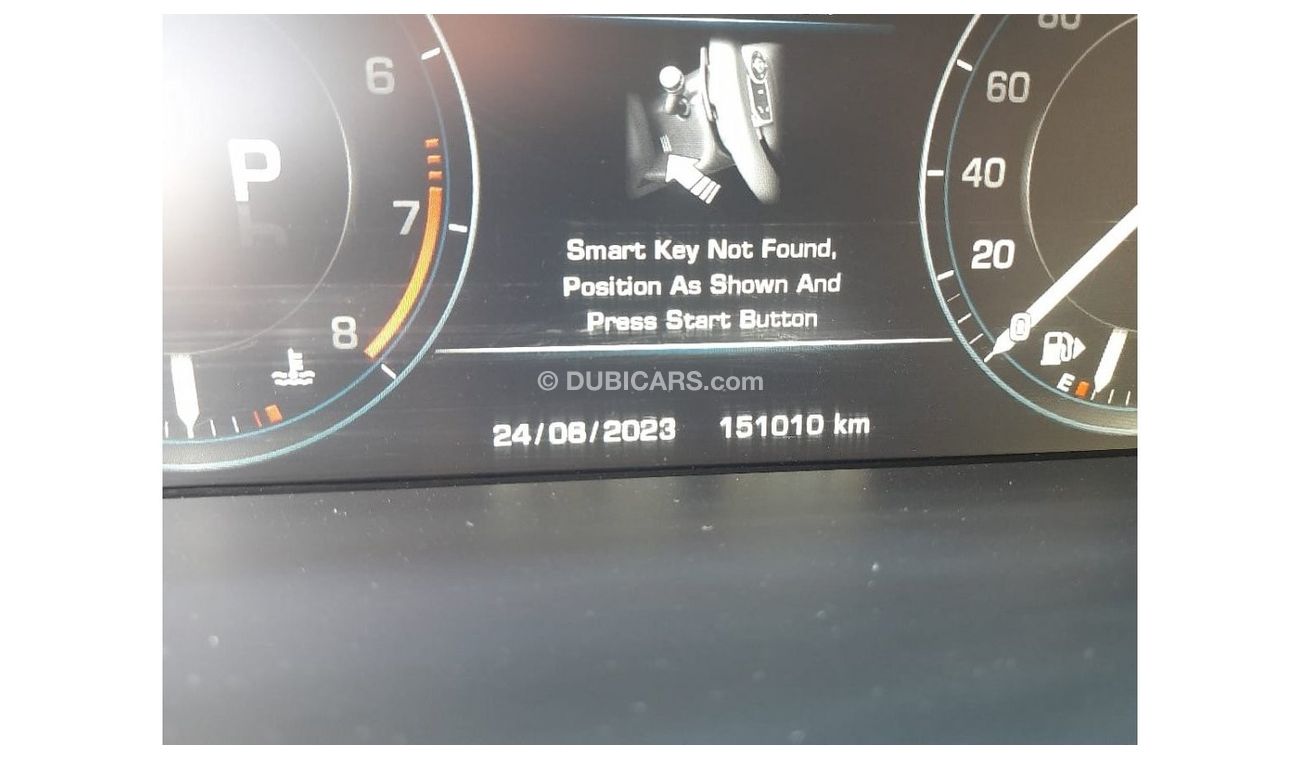 80
6
60
P
40
7
20
Smart Key Not Found,
Position As Shown And
Press Start Button
8
0
E
© DUBICARS.com
24/06/2023 151010 km